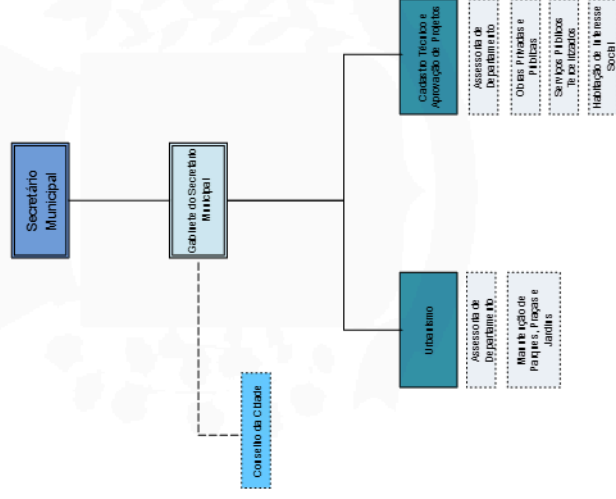 Secretário
Municipal
Gabinete do Secretário
Municipal
Conselho da Cidade
Urbanismo
Assessoria de
Departamento
Manutenção de
Parques, Praças e
Jardins
Cadastro Técnico e
Aprovação de Projetos
Assessoria de
Departamento
Obras Privadas e
Públicas
Serviços Públicos
Terceirizados
Habitação de Interesse
Social